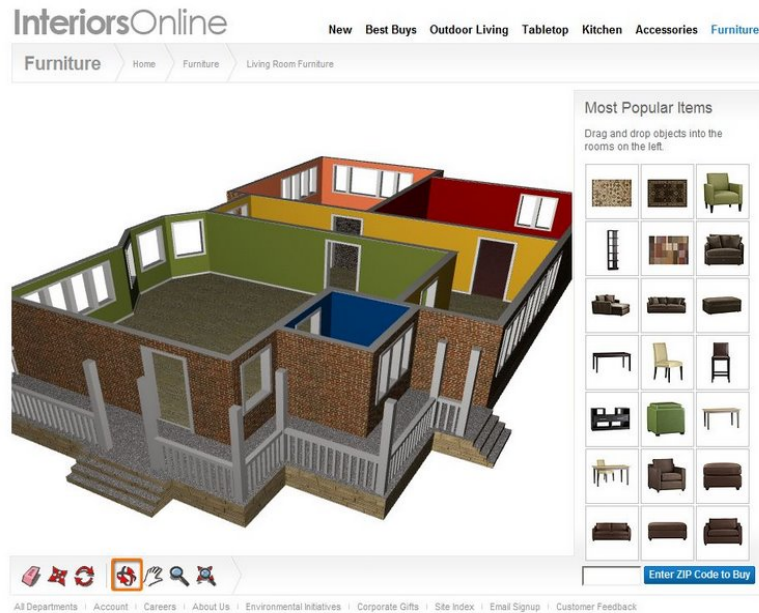 InteriorsOnline
New Best Buys Outdoor Living Tabletop Kitchen Accessories Furniture
Furniture Home Furniture Living Room Furniture
Most Popular Items
Drag and drop objects into the
rooms on the left.
Enter ZIP Code to Buy
All Departments | Account | Careers | About Us | Environmental Initiatives | Corporate Gifts | Site Index | Email Signup | Customer Feedback